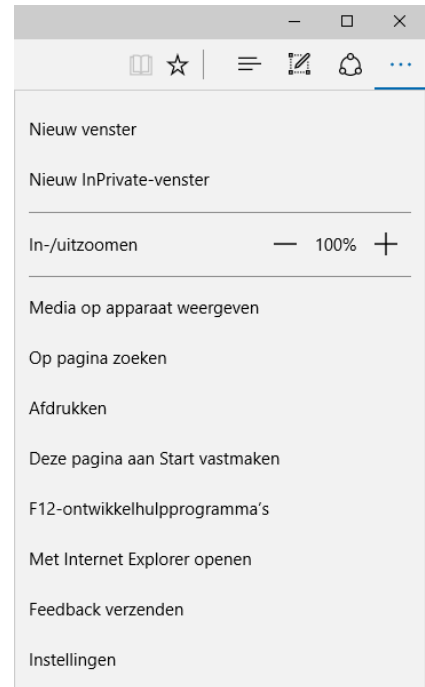 Nieuw venster
Nieuw InPrivate-venster
In-/uitzoomen 100%
Media op apparaat weergeven
Op pagina zoeken
Afdrukken
Deze pagina aan Start vastmaken
F12-ontwikkelhulpprogramma's
Met Internet Explorer openen
Feedback verzenden
Instellingen